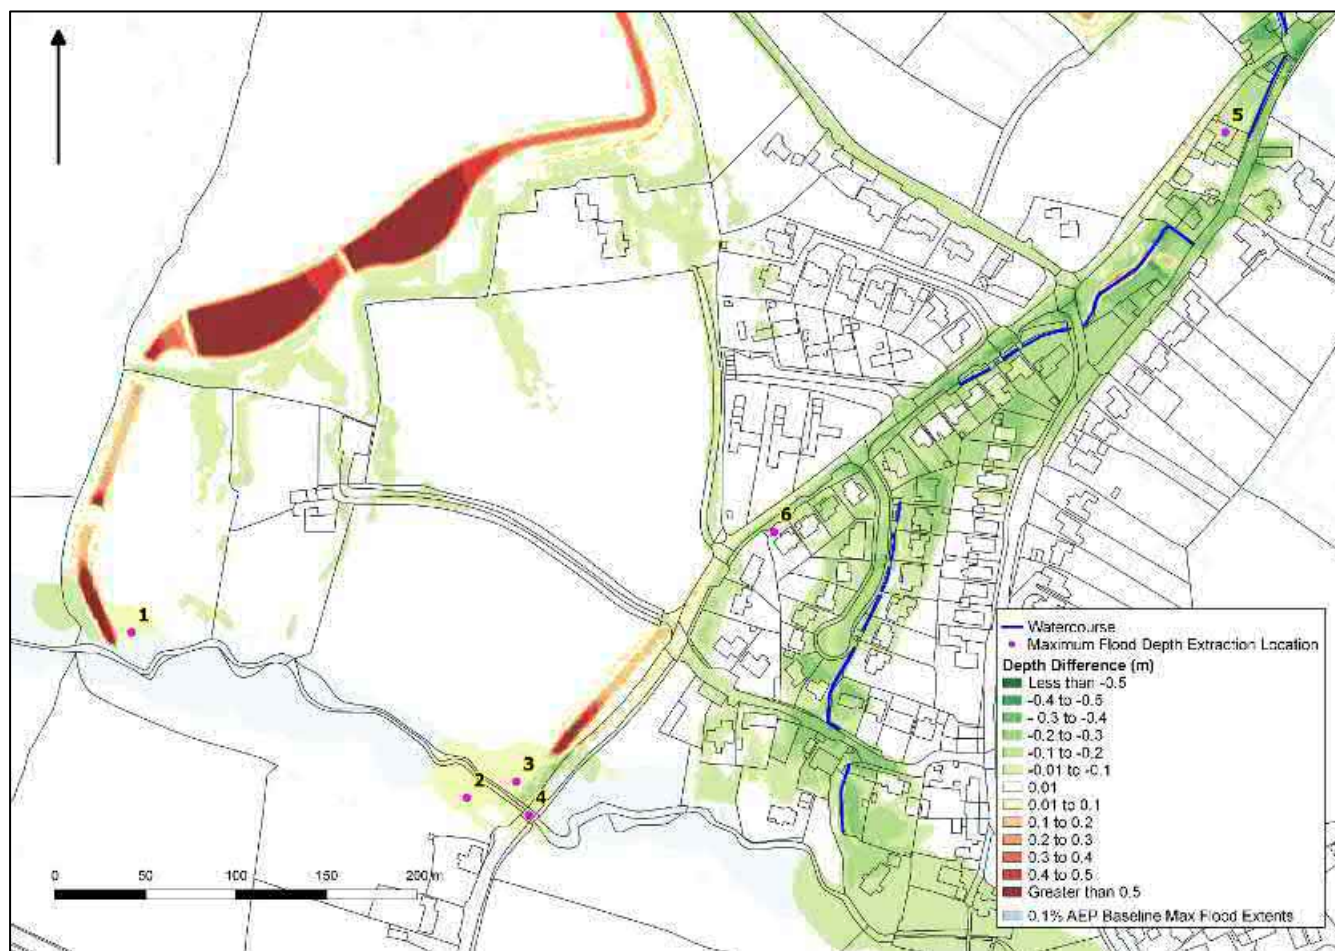 5
6
1
3
2
4
0 50 100 150 200 m
Watercourse
Maximum Flood Depth Extraction Location
Depth Difference (m)
Less than -0.5
-0.4 to -0.5
- 0.3 to -0.4
-0.2 to -0.3
-0.1 to -0.2
-0.01 to -0.1
0.01
0.01 to 0.1
0.1 to 0.2
0.2 to 0.3
0.3 to 0.4
0.4 to 0.5
Greater than 0.5
0.1% AEP Baseline Max Flood Extents